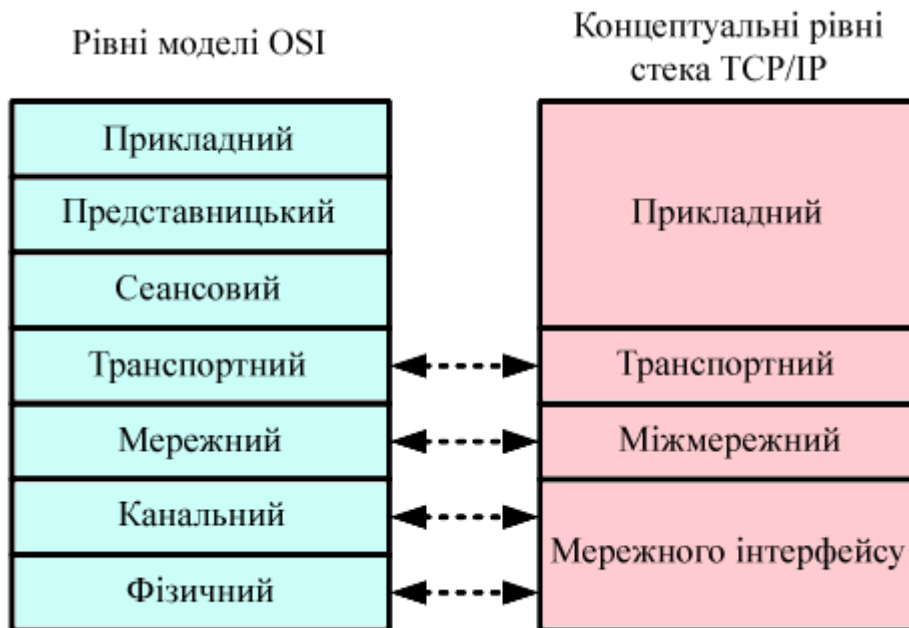 Рівні моделі OSI
Концептуальні рівні
стека TCP/IP
Прикладний
Представницький
Сеансовий
Транспортний
Мережний
Канальний
Фізичний
Прикладний
Транспортний
Міжмережний
Мережного інтерфейсу